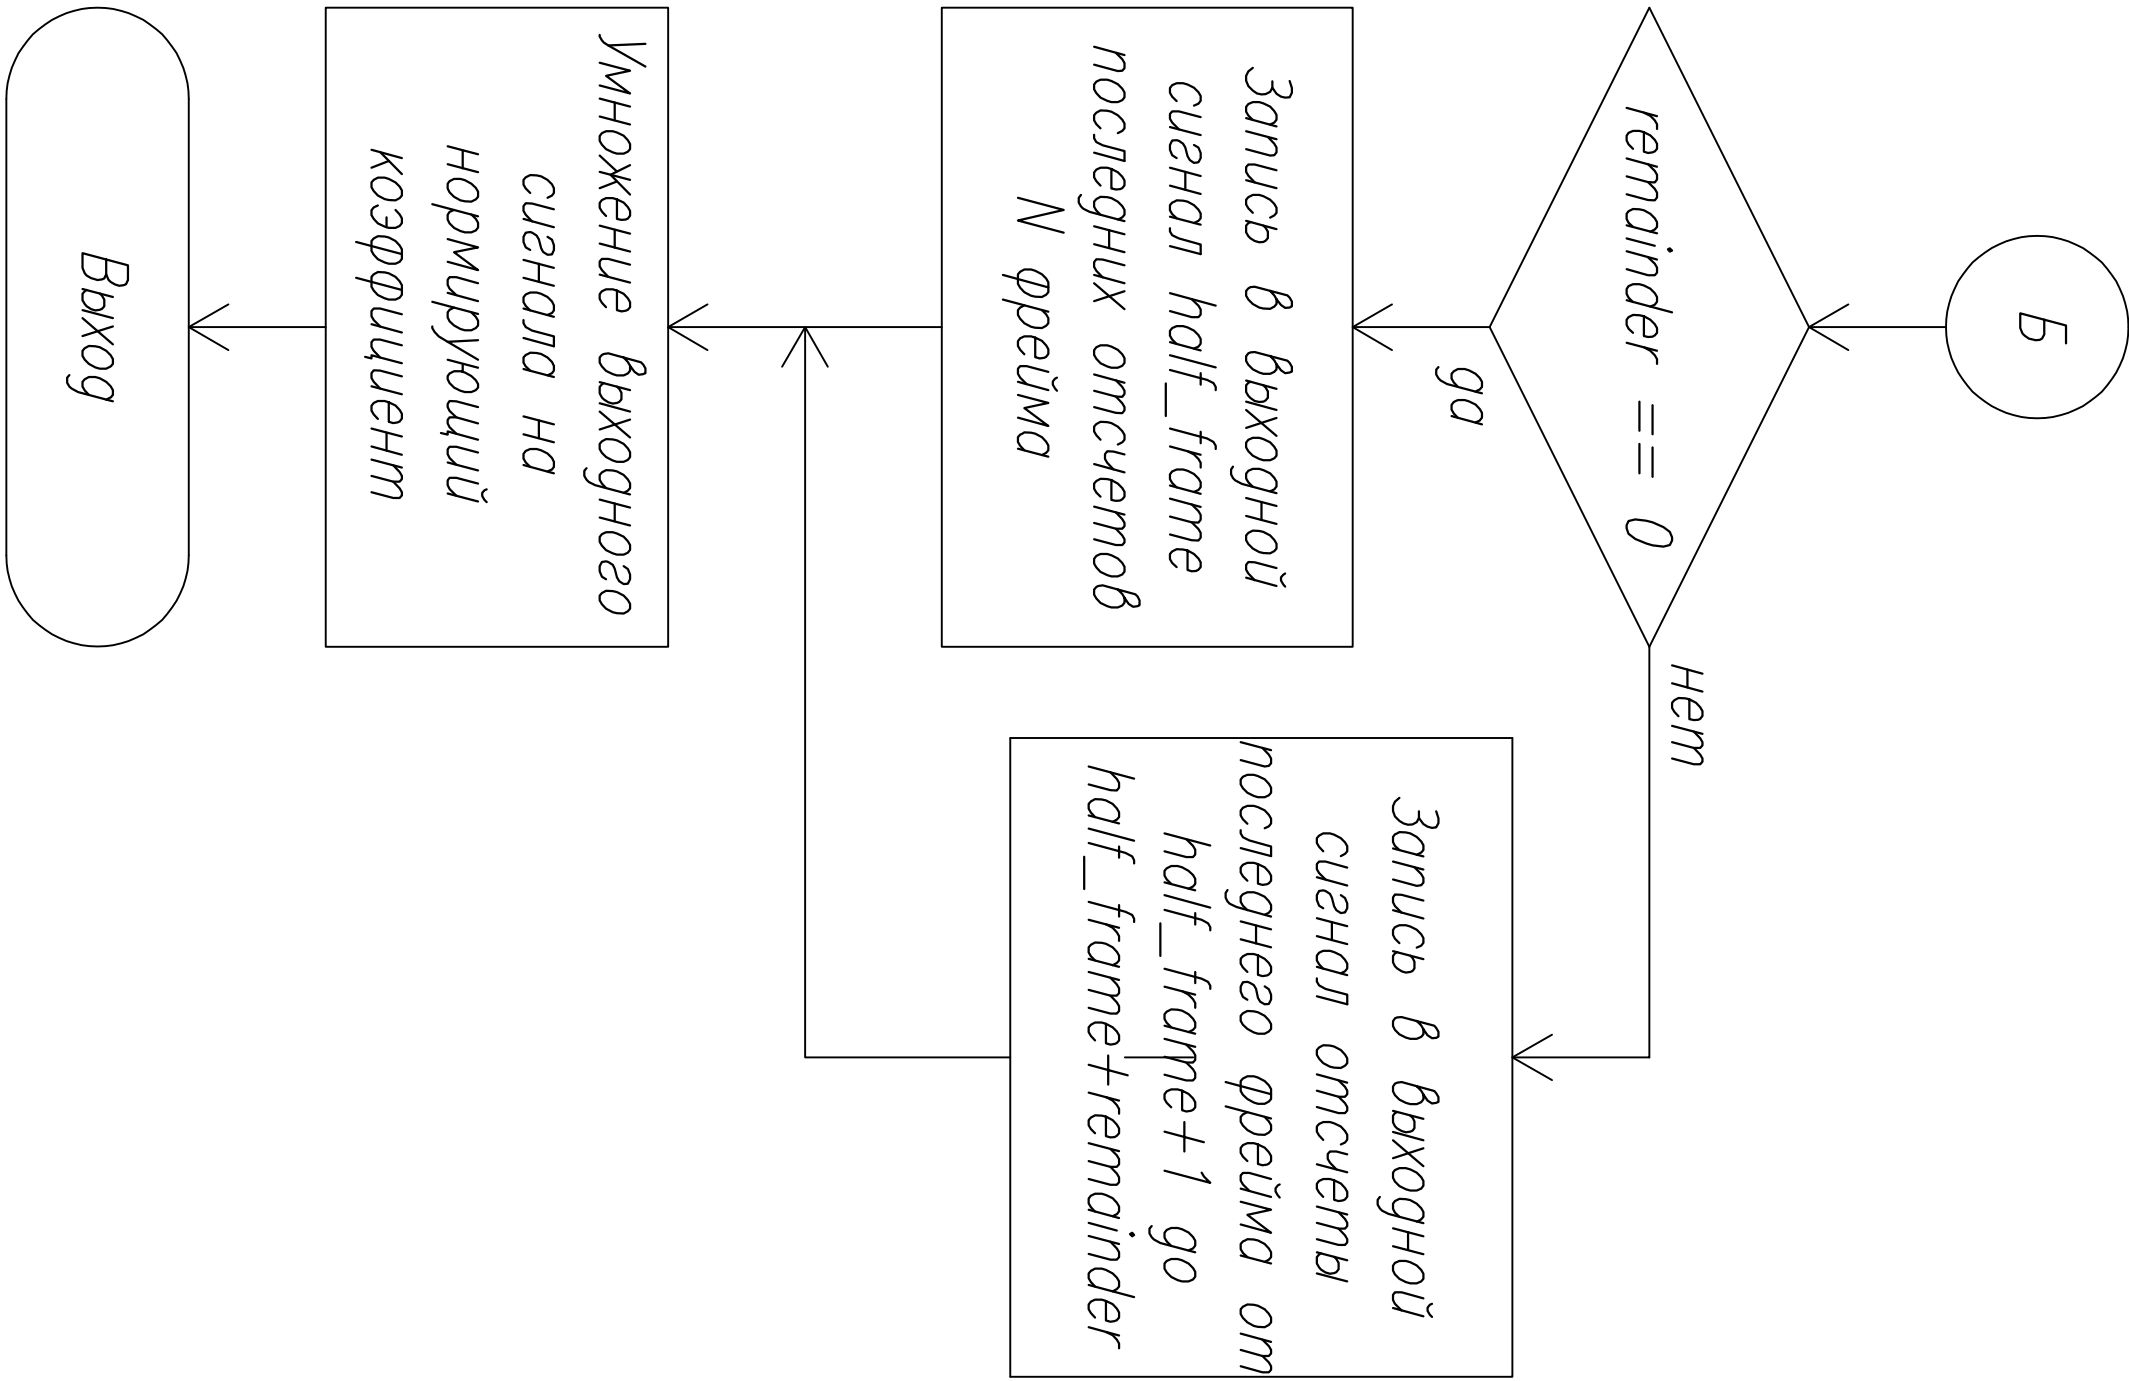 Б
remainder == 0
да
нет
Запись в выходной
сигнал half_frame
последних отсчетов
N фрейма
Запись в выходной
сигнал отсчеты
последнего фрейма от
half_frame+1 до
half_frame+remainder
Умножение выходного
сигнала на
нормирующий
коэффициент
Выход